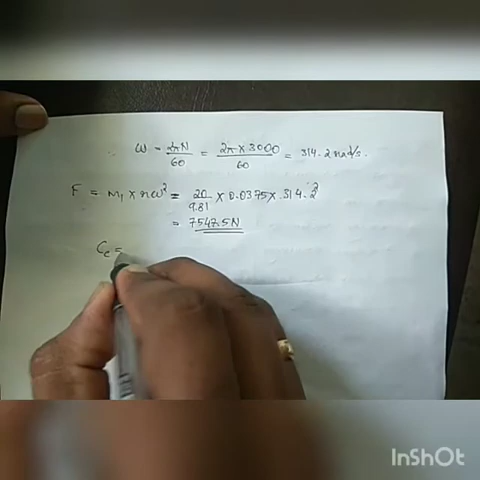 ω = 2πN / 60 = 2π × 3000 / 60 = 314.2 rad/s.
F = m₁ × rω² = 20 / 9.81 × 0.0375 × 314.2²
= 7547.5 N
Cc =
InShOt